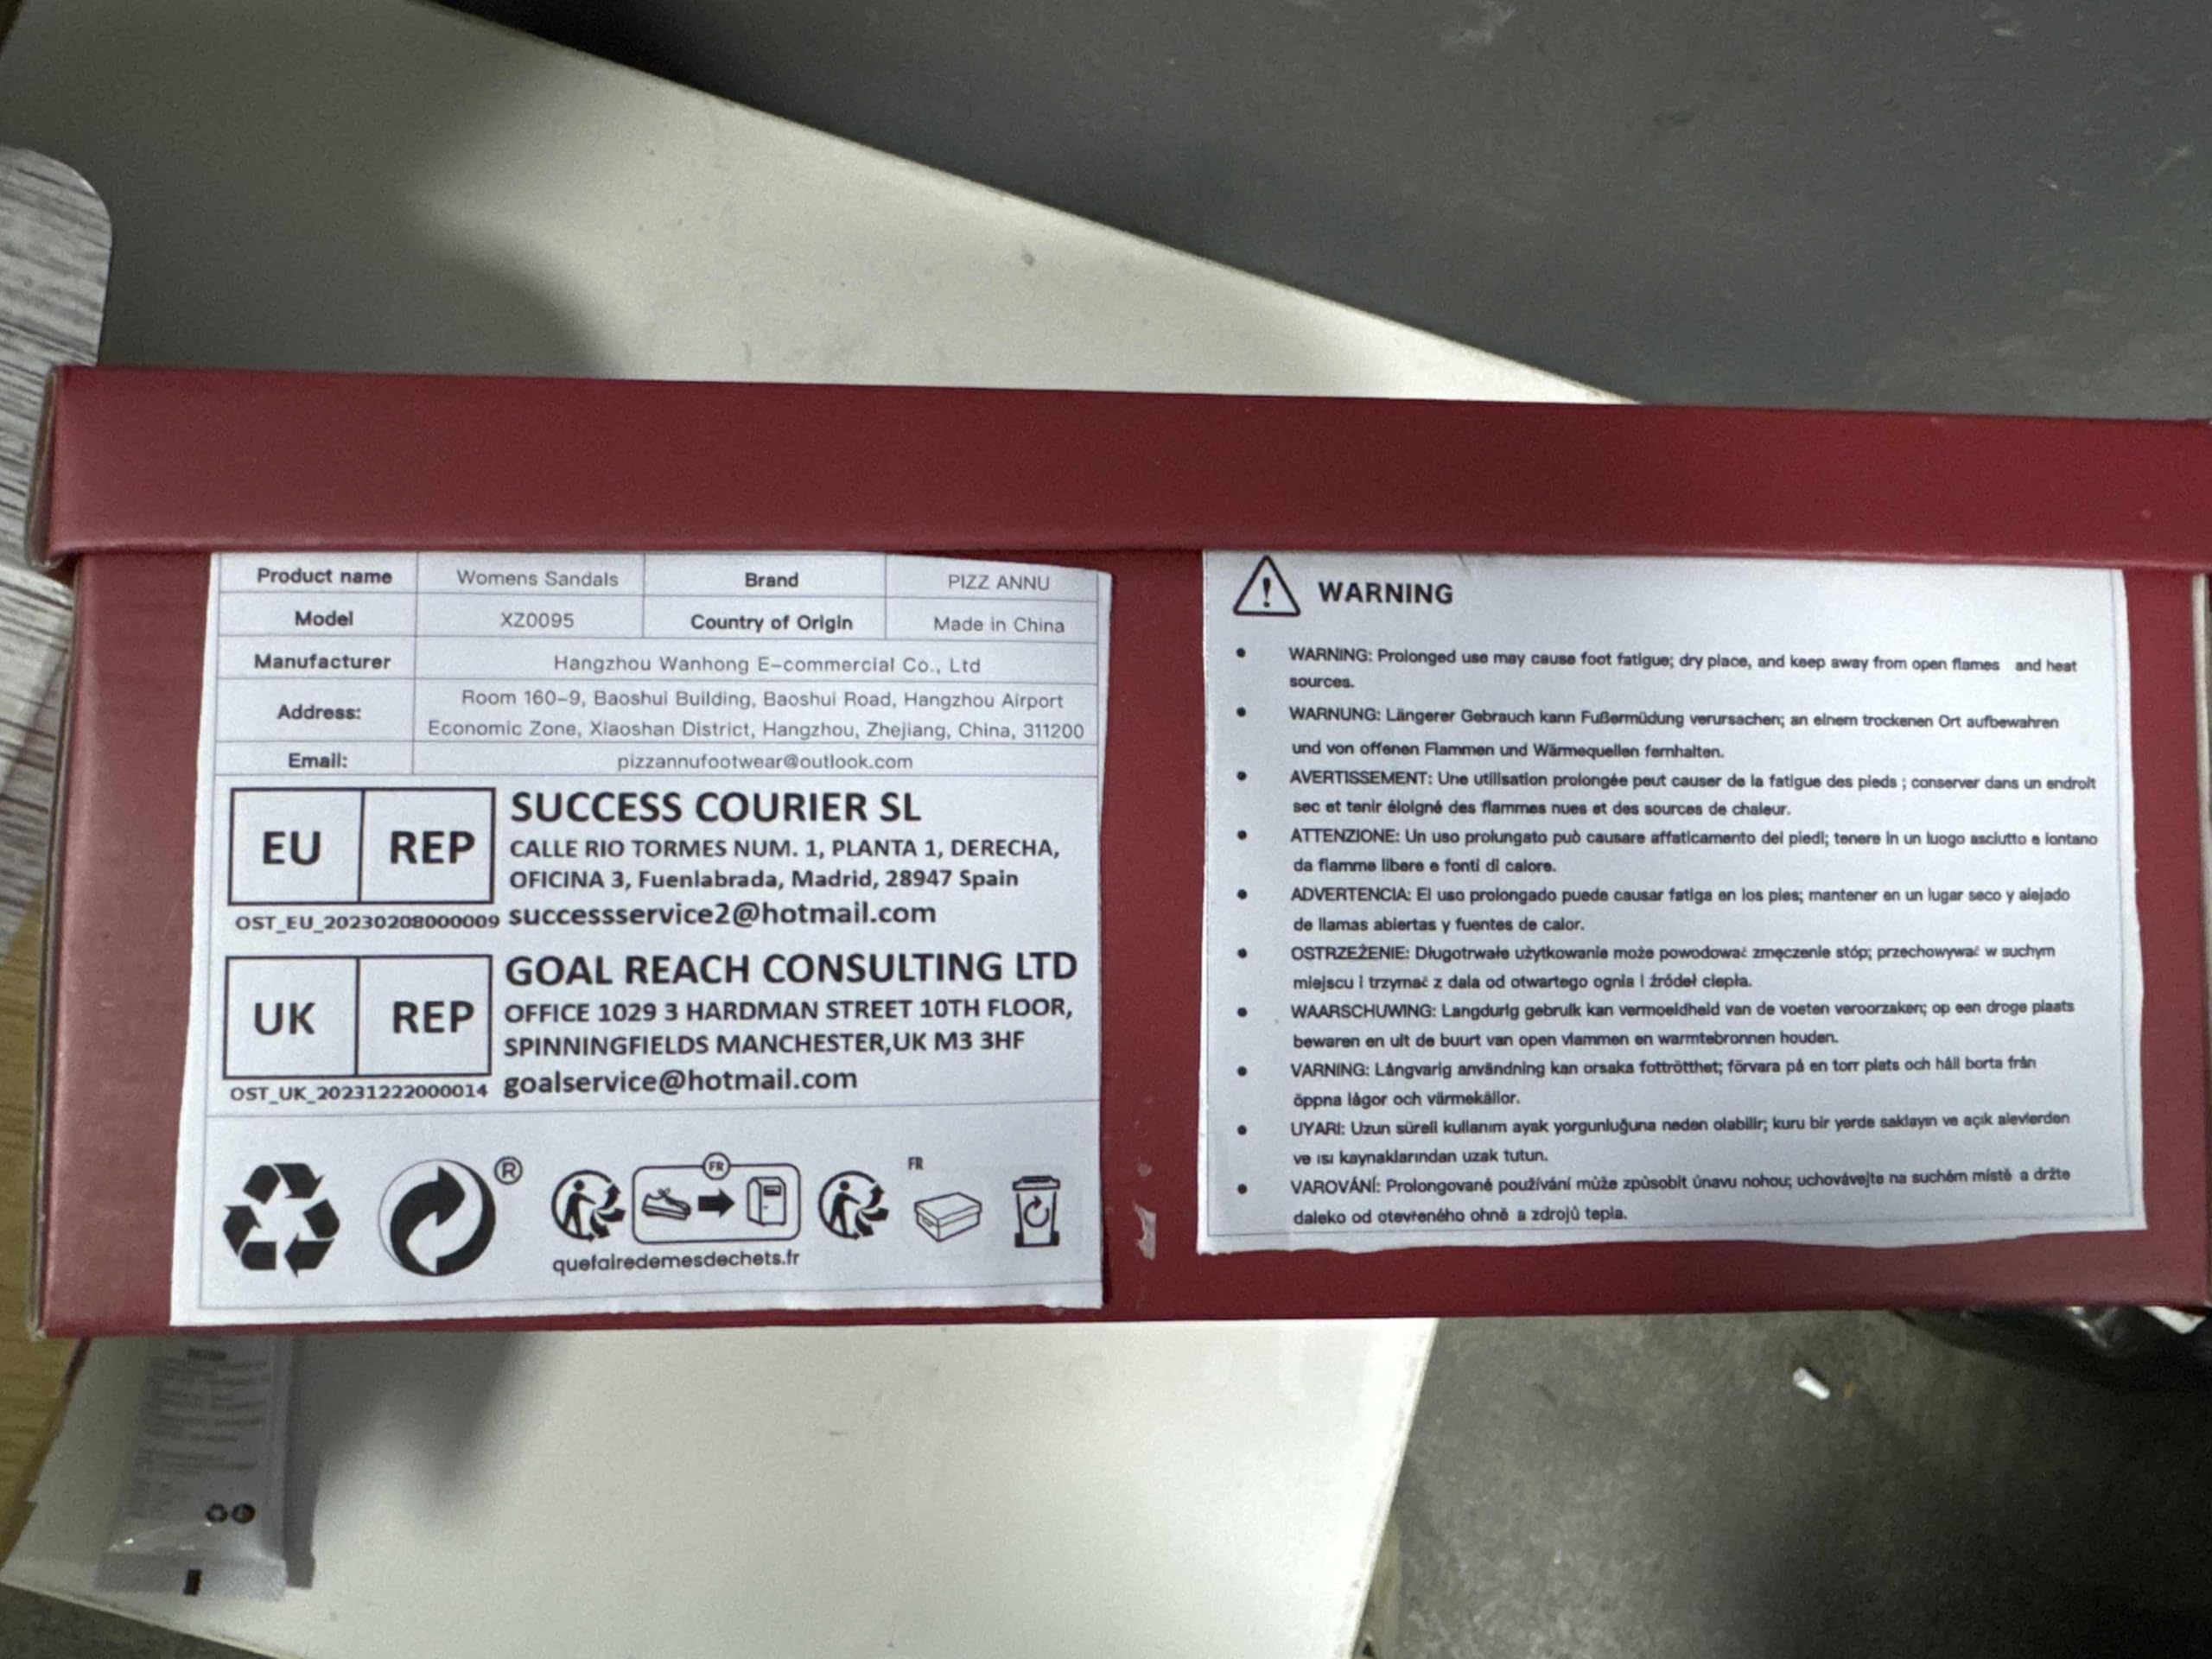 Product name Womens Sandals Brand PIZZ ANNU
Model XZ0095 Country of Origin Made in China
Manufacturer Hangzhou Wanhong E-commercial Co., Ltd
Address: Room 160-9, Baoshui Building, Baoshui Road, Hangzhou Airport
Economic Zone, Xiaoshan District, Hangzhou, Zhejiang, China, 311200
Email: pizzannufootwear@outlook.com
EU REP
SUCCESS COURIER SL
CALLE RIO TORMES NUM. 1, PLANTA 1, DERECHA,
OFICINA 3, Fuenlabrada, Madrid, 28947 Spain
OST_EU_20230208000009 successservice2@hotmail.com
UK REP
GOAL REACH CONSULTING LTD
OFFICE 1029 3 HARDMAN STREET 10TH FLOOR,
SPINNINGFIELDS MANCHESTER,UK M3 3HF
OST_UK_20231222000014 goalservice@hotmail.com
®
FR
FR
quefairedemesdechets.fr
WARNING
• WARNING: Prolonged use may cause foot fatigue; dry place, and keep away from open flames and heat
sources.
• WARNUNG: Längerer Gebrauch kann Fußermüdung verursachen; an einem trockenen Ort aufbewahren
und von offenen Flammen und Wärmequellen fernhalten.
• AVERTISSEMENT: Une utilisation prolongée peut causer de la fatigue des pieds ; conserver dans un endroit
sec et tenir éloigné des flammes nues et des sources de chaleur.
• ATTENZIONE: Un uso prolungato può causare affaticamento dei piedi; tenere in un luogo asciutto e lontano
da fiamme libere e fonti di calore.
• ADVERTENCIA: El uso prolongado puede causar fatiga en los pies; mantener en un lugar seco y alejado
de llamas abiertas y fuentes de calor.
• OSTRZEŻENIE: Długotrwałe użytkowanie może powodować zmęczenie stóp; przechowywać w suchym
miejscu i trzymać z dala od otwartego ognia i źródeł ciepła.
• WAARSCHUWING: Langdurig gebruik kan vermoeidheid van de voeten veroorzaken; op een droge plaats
bewaren en uit de buurt van open vlammen en warmtebronnen houden.
• VARNING: Långvarig användning kan orsaka fottrötthet; förvara på en torr plats och håll borta från
öppna lågor och värmekällor.
• UYARI: Uzun süreli kullanım ayak yorgunluğuna neden olabilir; kuru bir yerde saklayın ve açık alevlerden
ve ısı kaynaklarından uzak tutun.
• VAROVÁNÍ: Prolongované používání může způsobit únavu nohou; uchovávejte na suchém místě a držte
daleko od otevřeného ohně a zdrojů tepla.